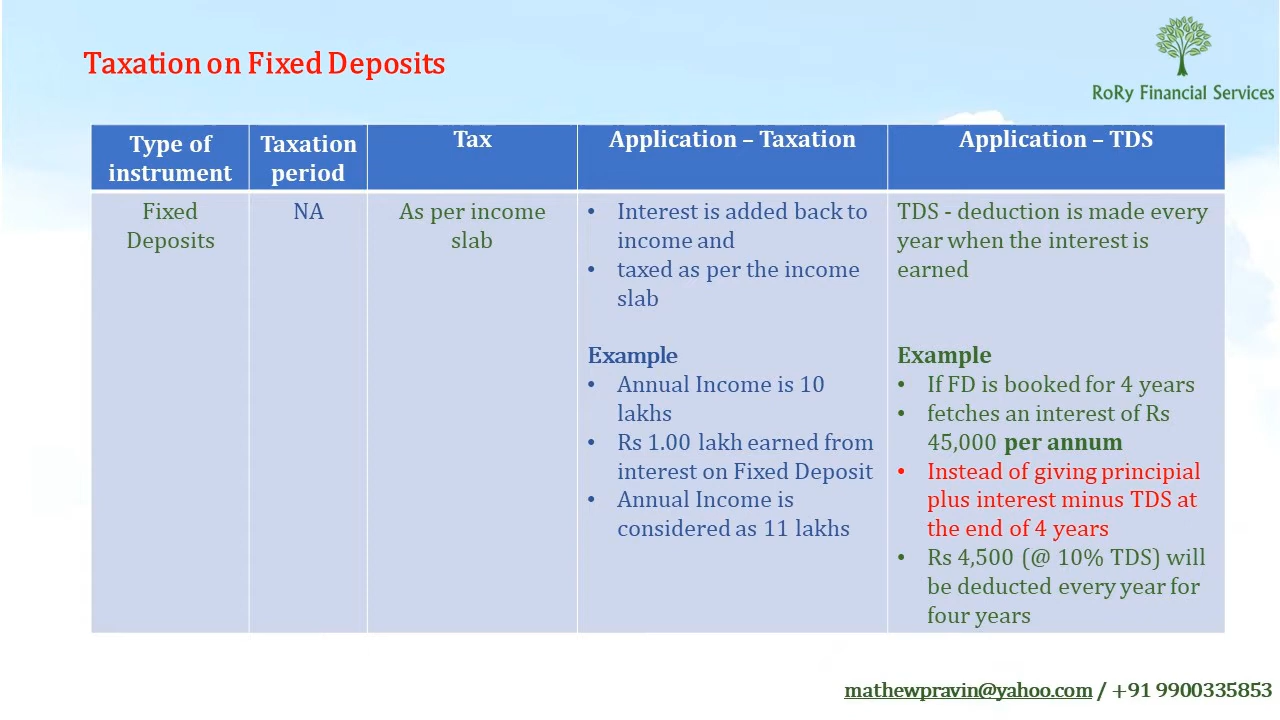 Taxation on Fixed Deposits
RoRy Financial Services
Type of
instrument
Taxation
period
Tax
Application – Taxation
Application – TDS
Fixed
Deposits
NA
As per income
slab
• Interest is added back to
income and
• taxed as per the income
slab
Example
• Annual Income is 10
lakhs
• Rs 1.00 lakh earned from
interest on Fixed Deposit
• Annual Income is
considered as 11 lakhs
TDS - deduction is made every
year when the interest is
earned
Example
• If FD is booked for 4 years
• fetches an interest of Rs
45,000 per annum
• Instead of giving principial
plus interest minus TDS at
the end of 4 years
• Rs 4,500 (@ 10% TDS) will
be deducted every year for
four years
mathewpravin@yahoo.com / +91 9900335853